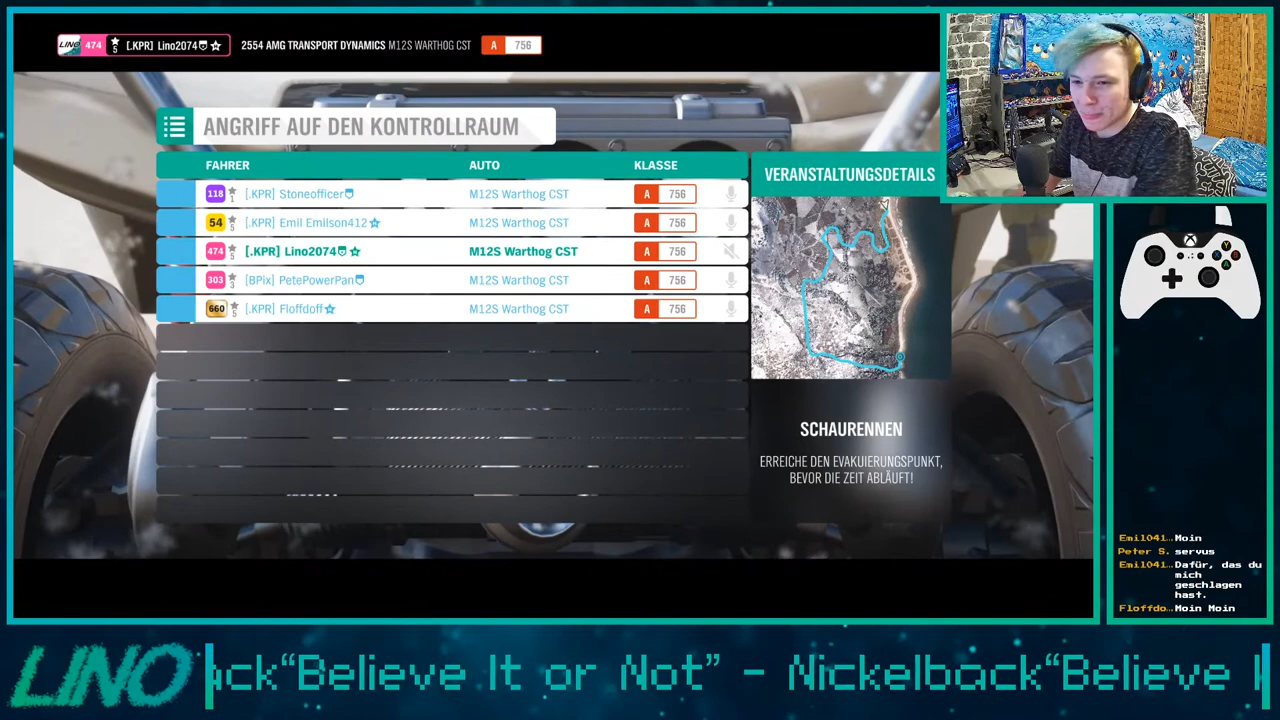 LINO 474 5 [.KPR] Lino2074 2554 AMG TRANSPORT DYNAMICS M12S WARTHOG CST A 756
ANGRIFF AUF DEN KONTROLLRAUM
FAHRER AUTO KLASSE
118 1 [.KPR] Stoneofficer M12S Warthog CST A 756
54 5 [.KPR] Emil Emilson412 M12S Warthog CST A 756
474 5 [.KPR] Lino2074 M12S Warthog CST A 756
303 3 [BPix] PetePowerPan M12S Warthog CST A 756
660 5 [.KPR] Floffdoff M12S Warthog CST A 756
VERANSTALTUNGSDETAILS
SCHAURENNEN
ERREICHE DEN EVAKUIERUNGSPUNKT,
BEVOR DIE ZEIT ABLÄUFT!
Y
X B
A
Emil041… Moin
Peter S. servus
Emil041… Dafür, das du
mich
geschlagen
hast.
Floffdo… Moin Moin
LINO
ack“Believe It or Not” - Nickelback“Believe